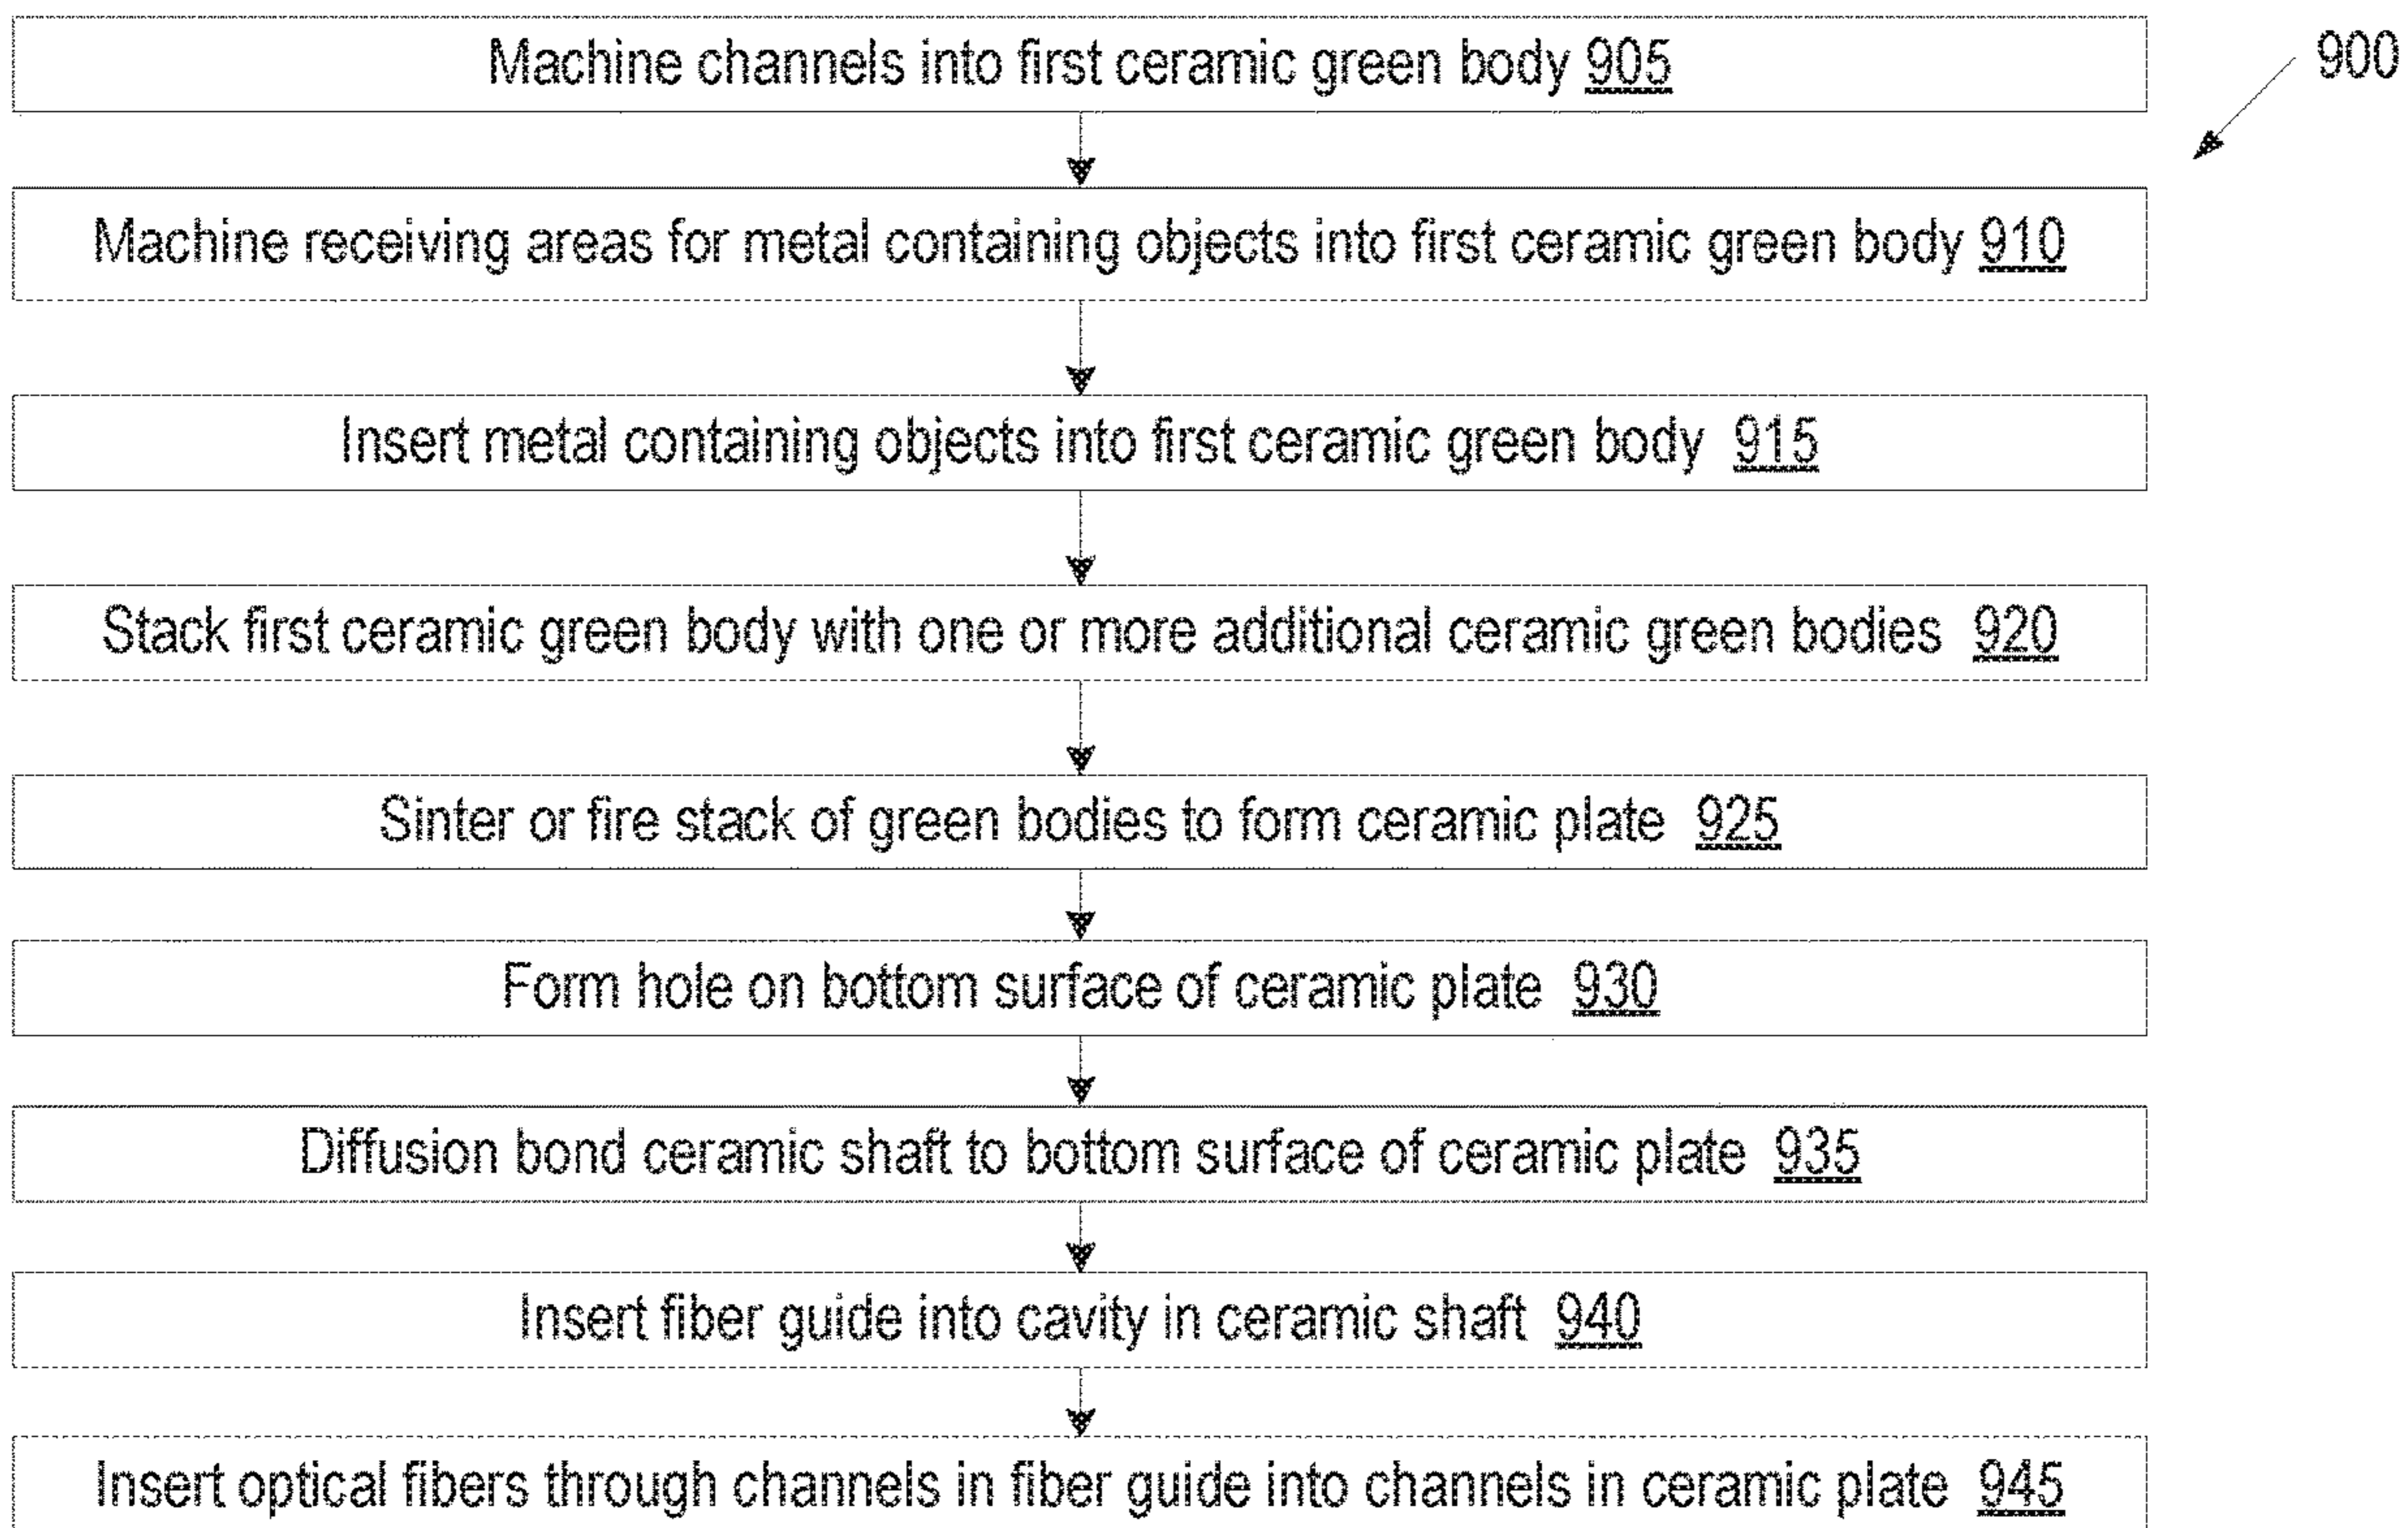 Machine channels into first ceramic green body 905
900
Machine receiving areas for metal containing objects into first ceramic green body 910
Insert metal containing objects into first ceramic green body 915
Stack first ceramic green body with one or more additional ceramic green bodies 920
Sinter or fire stack of green bodies to form ceramic plate 925
Form hole on bottom surface of ceramic plate 930
Diffusion bond ceramic shaft to bottom surface of ceramic plate 935
Insert fiber guide into cavity in ceramic shaft 940
Insert optical fibers through channels in fiber guide into channels in ceramic plate 945